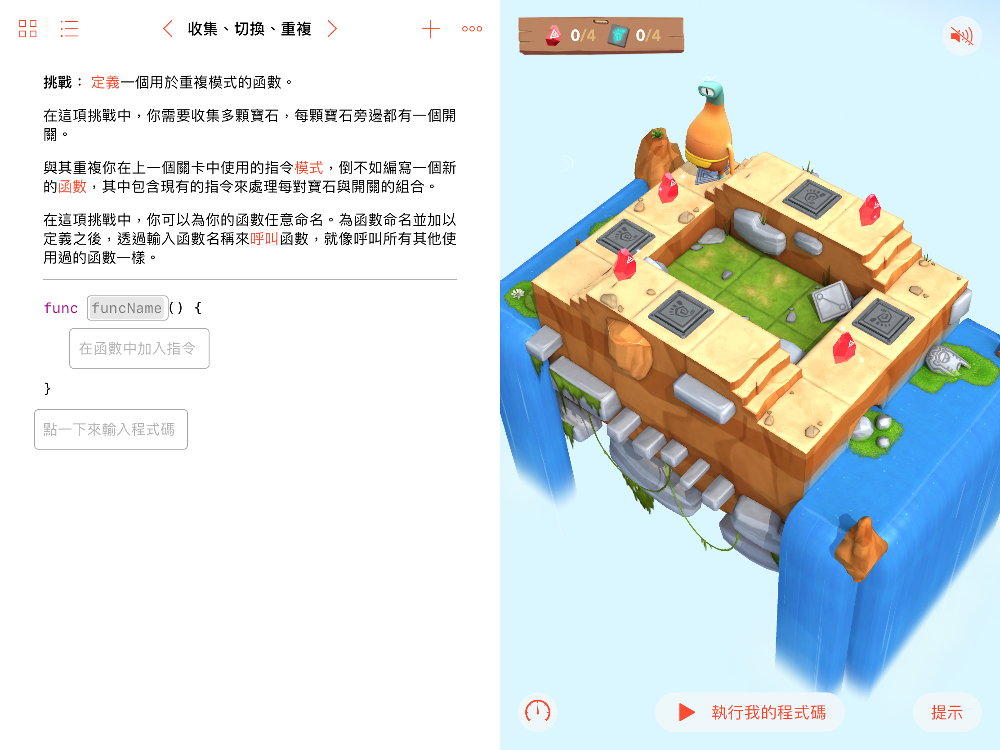 收集、切換、重複
挑戰： 定義一個用於重複模式的函數。
在這項挑戰中，你需要收集多顆寶石，每顆寶石旁邊都有一個開
關。
與其重複你在上一個關卡中使用的指令模式，倒不如編寫一個新
的函數，其中包含現有的指令來處理每對寶石與開關的組合。
在這項挑戰中，你可以為你的函數任意命名。為函數命名並加以
定義之後，透過輸入函數名稱來呼叫函數，就像呼叫所有其他使
用過的函數一樣。
func funcName() {
在函數中加入指令
}
點一下來輸入程式碼
0/4 0/4
執行我的程式碼
提示